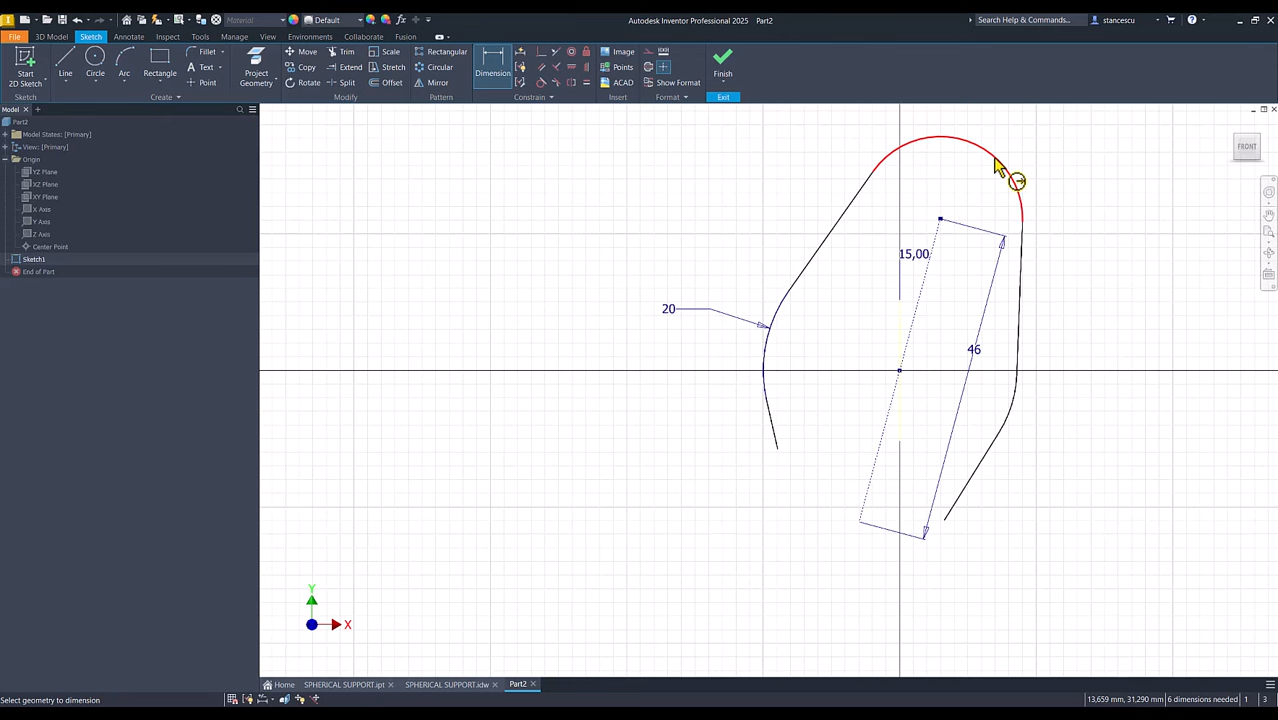 Material
Default
Autodesk Inventor Professional 2025 Part2
Search Help & Commands...
stancescu
File
3D Model
Sketch
Annotate
Inspect
Tools
Manage
View
Environments
Collaborate
Fusion
Start
2D Sketch
Line
Circle
Arc
Rectangle
Fillet
Text
Point
Project
Geometry
Move
Copy
Rotate
Trim
Extend
Split
Scale
Stretch
Offset
Rectangular
Circular
Mirror
Dimension
Image
Points
ACAD
Show Format
Finish
Sketch
Create
Modify
Pattern
Constrain
Insert
Format
Exit
Model
Part2
Model States: [Primary]
View: [Primary]
Origin
YZ Plane
XZ Plane
XY Plane
X Axis
Y Axis
Z Axis
Center Point
Sketch1
End of Part
FRONT
15,00
20
46
Y
X
Home
SPHERICAL SUPPORT.ipt
SPHERICAL SUPPORT.idw
Part2
Select geometry to dimension
13,659 mm, 31,290 mm
6 dimensions needed
1
3